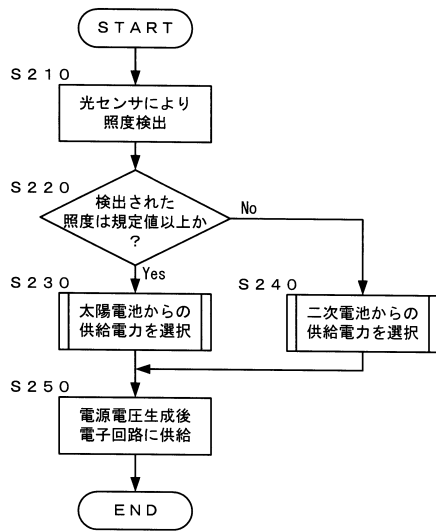 START
S210
光センサにより
照度検出
S220
検出された
照度は規定値以上か
?
No
Yes
S230
太陽電池からの
供給電力を選択
S240
二次電池からの
供給電力を選択
S250
電源電圧生成後
電子回路に供給
END